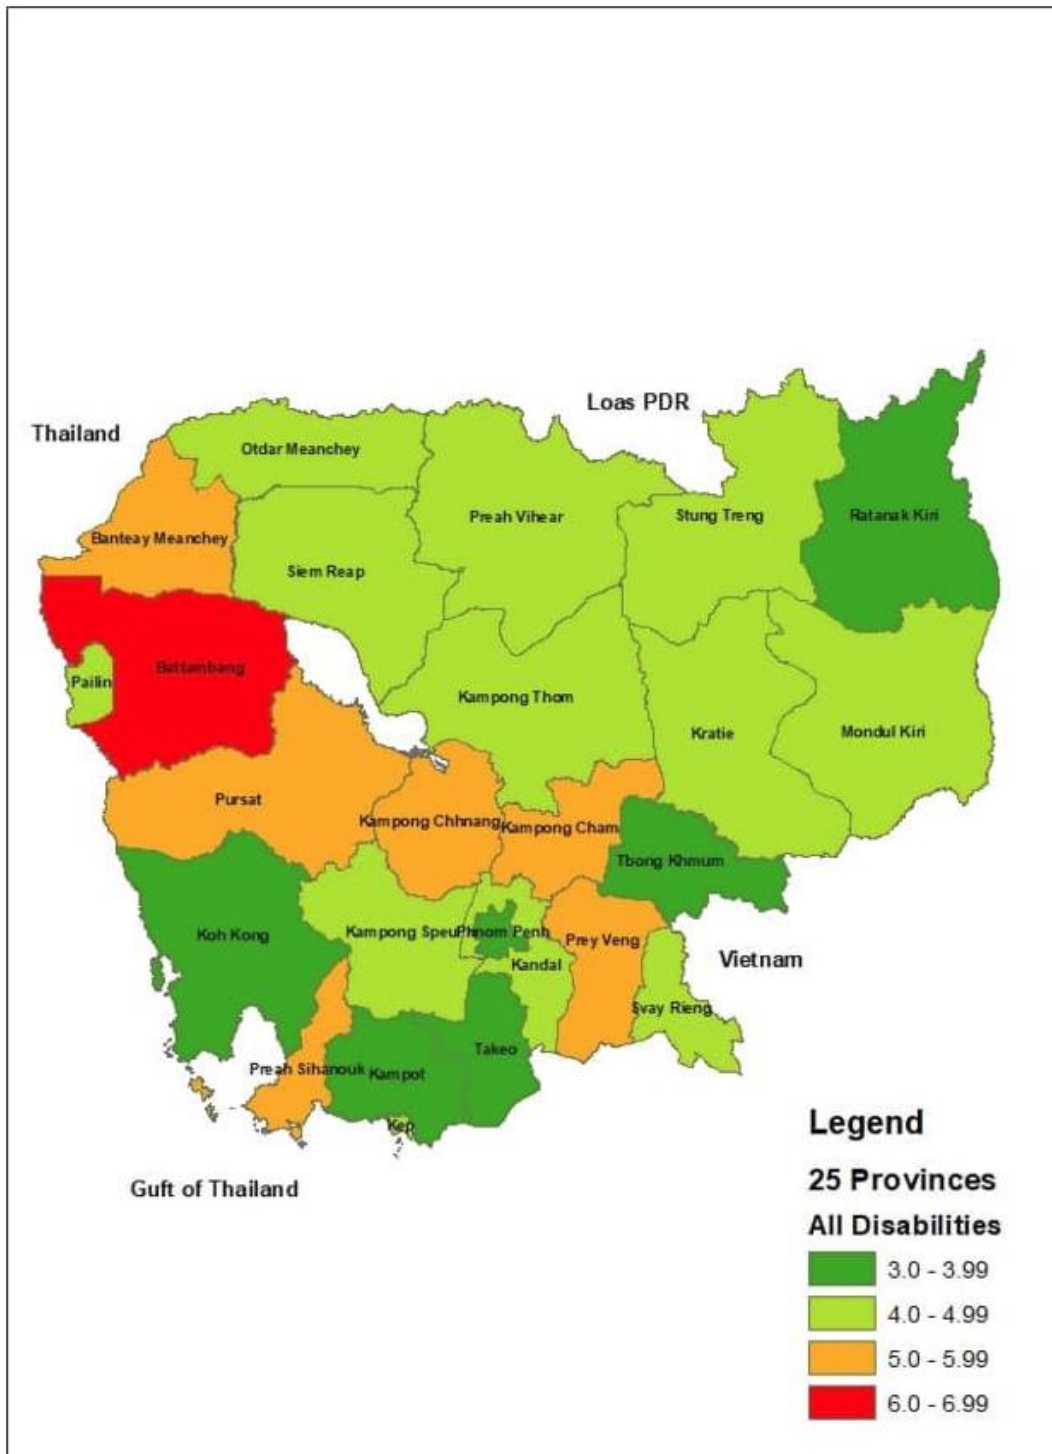 Loas PDR
Thailand
Otdar Meanchey
Preah Vihear
Stung Treng
Ratanak Kiri
Banteay Meanchey
Siem Reap
Battambang
Pailin
Kampong Thom
Kratie
Mondul Kiri
Pursat
Kampong Chhnang
Kampong Cham
Tbong Khmum
Koh Kong
Kampong Speu
Phnom Penh
Prey Veng
Vietnam
Kandal
Svay Rieng
Takeo
Preah Sihanouk
Kampot
Kep
Guft of Thailand
Legend
25 Provinces
All Disabilities
3.0 - 3.99
4.0 - 4.99
5.0 - 5.99
6.0 - 6.99